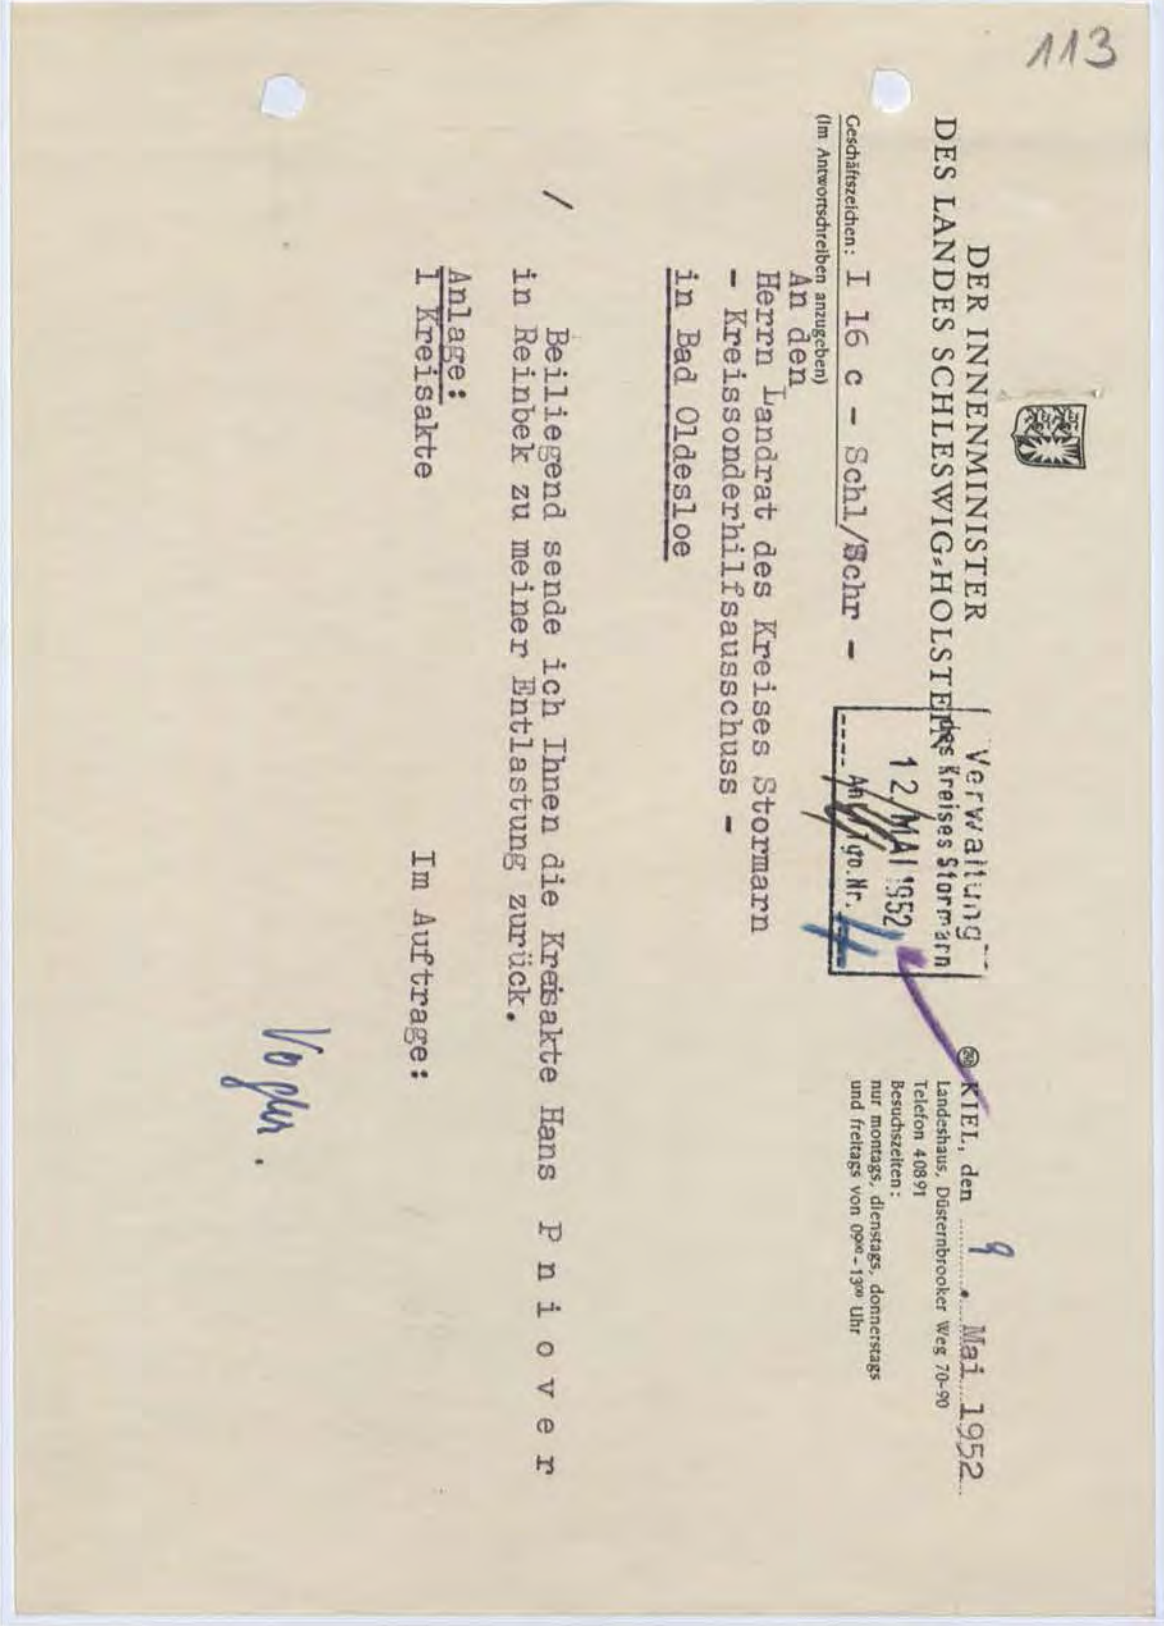 113
DER INNENMINISTER
DES LANDES SCHLESWIG-HOLSTEIN
Geschäftszeichen: I 16 c - Schl/Schr -
(Im Antwortschreiben anzugeben)
Verwaltung
des Kreises Stormarn
12. MAI 1952
KIEL, den 9. Mai 1952
Landeshaus, Düsternbrooker Weg 70-90
Telefon 40891
Besuchszeiten:
nur montags, dienstags, donnerstags
und freitags von 09⁰⁰-13⁰⁰ Uhr
An den
Herrn Landrat des Kreises Stormarn
- Kreissonderhilfsausschuss -
in Bad Oldesloe
/ Beiliegend sende ich Ihnen die Kreisakte Hans P n i o v e r
in Reinbek zu meiner Entlastung zurück.
Anlage:
1 Kreisakte
Im Auftrage: